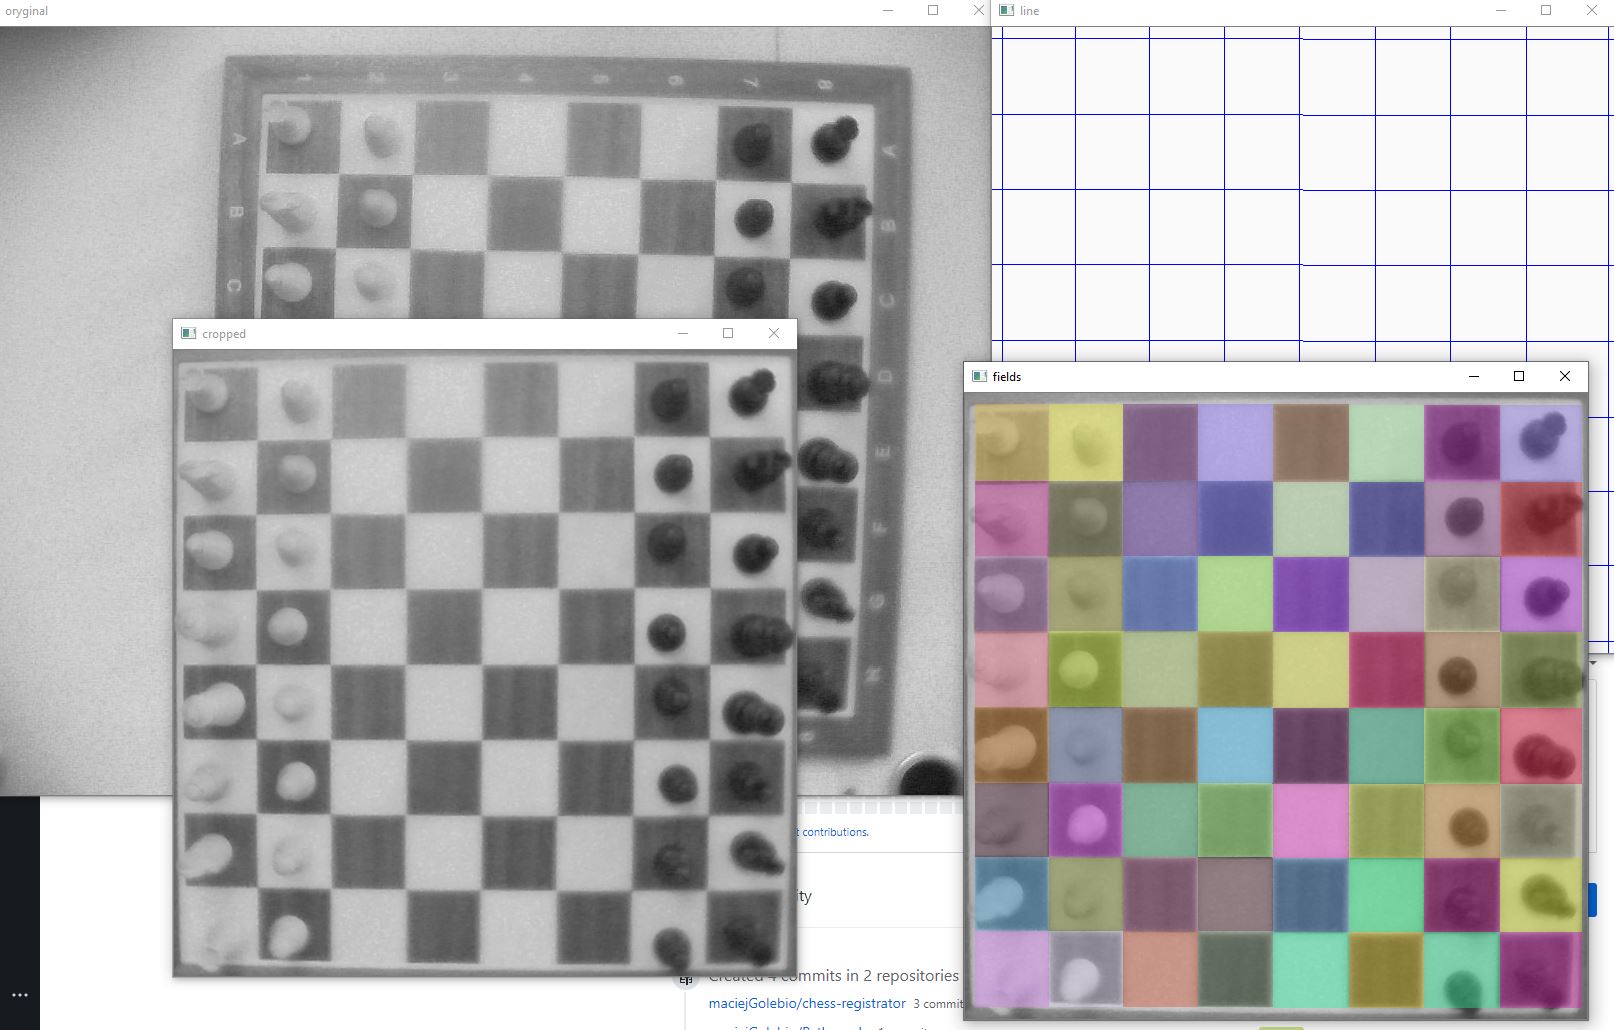 oryginal
line
1 2 3 4 5 6 7 8
A A
B B
C C
cropped
D
fields
E
F
G
H
t contributions.
ity
Created 4 commits in 2 repositories
maciejGolebio/chess-registrator 3 commit